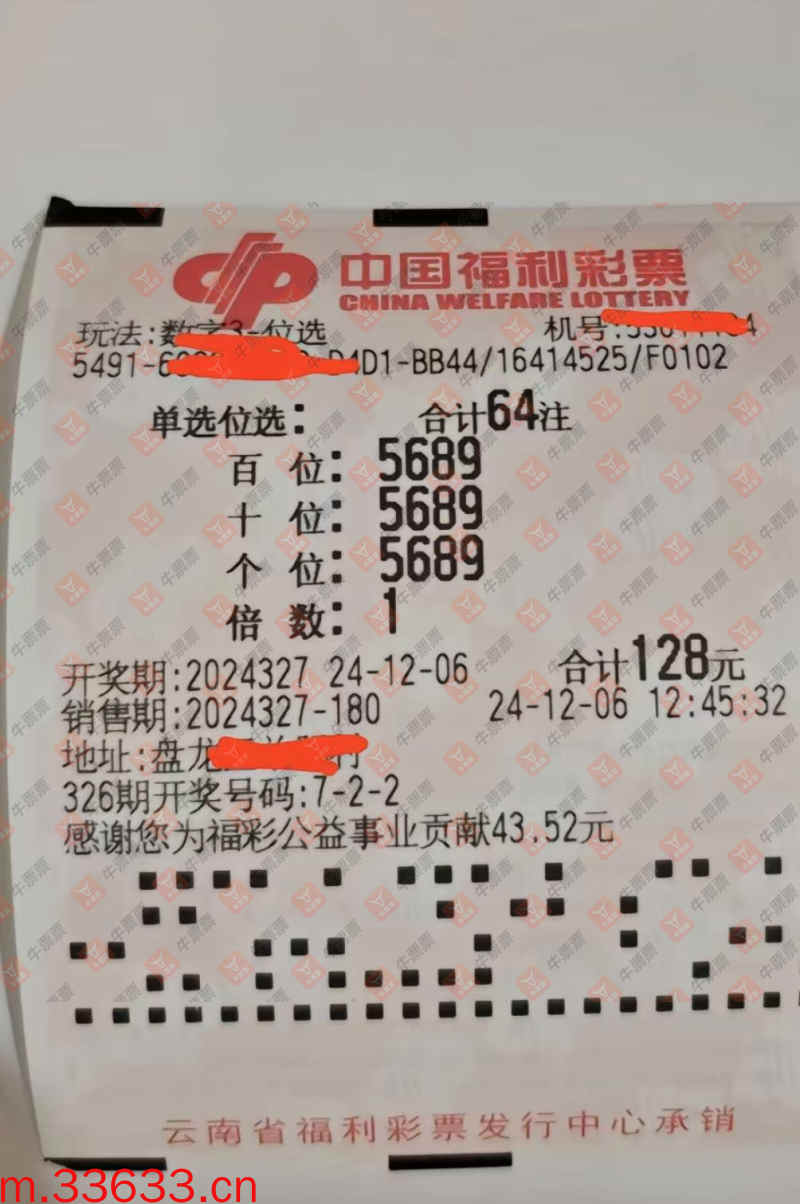 中国福利彩票
CHINA WELFARE LOTTERY
玩法:数字3-位选 机号:
5491- D4D1-BB44/16414525/F0102
单选位选: 合计64注
百 位: 5689
十 位: 5689
个 位: 5689
倍 数: 1
开奖期:2024327 24-12-06 合计128元
销售期:2024327-180 24-12-06 12:45:32
地址:盘龙
326期开奖号码:7-2-2
感谢您为福彩公益事业贡献43.52元
云南省福利彩票发行中心承销
m.33633.cn
牛票票